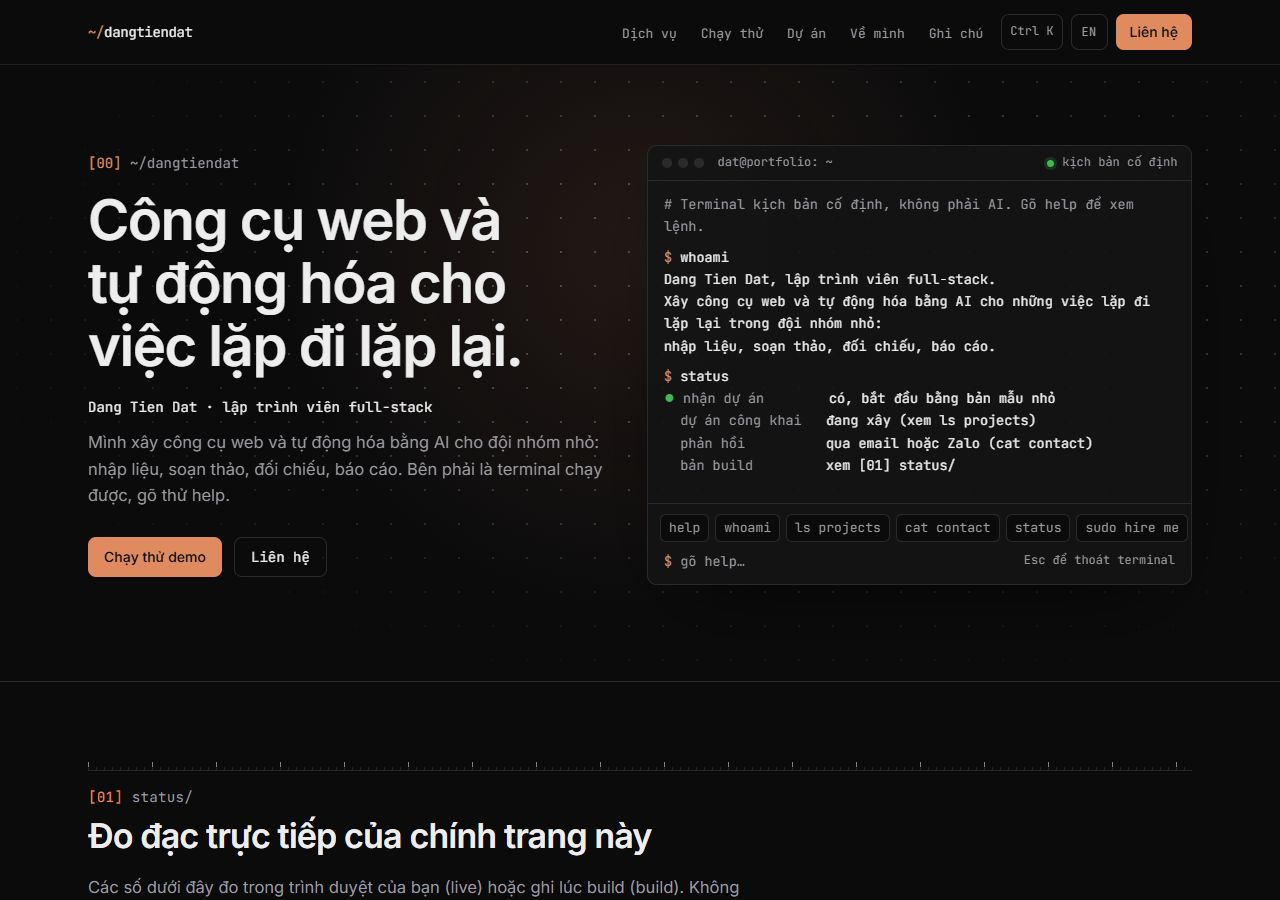 ~/dangtiendat
Dịch vụ
Chạy thử
Dự án
Về mình
Ghi chú
Ctrl K
EN
Liên hệ
[00] ~/dangtiendat
Công cụ web và
tự động hóa cho
việc lặp đi lặp lại.
Dang Tien Dat · lập trình viên full-stack
Mình xây công cụ web và tự động hóa bằng AI cho đội nhóm nhỏ:
nhập liệu, soạn thảo, đối chiếu, báo cáo. Bên phải là terminal chạy
được, gõ thử help.
Chạy thử demo
Liên hệ
dat@portfolio: ~
kịch bản cố định
# Terminal kịch bản cố định, không phải AI. Gõ help để xem
lệnh.
$ whoami
Dang Tien Dat, lập trình viên full-stack.
Xây công cụ web và tự động hóa bằng AI cho những việc lặp đi
lặp lại trong đội nhóm nhỏ:
nhập liệu, soạn thảo, đối chiếu, báo cáo.
$ status
● nhận dự án có, bắt đầu bằng bản mẫu nhỏ
dự án công khai đang xây (xem ls projects)
phản hồi qua email hoặc Zalo (cat contact)
bản build xem [01] status/
help
whoami
ls projects
cat contact
status
sudo hire me
$ gõ help…
Esc để thoát terminal
[01] status/
Đo đạc trực tiếp của chính trang này
Các số dưới đây đo trong trình duyệt của bạn (live) hoặc ghi lúc build (build). Không